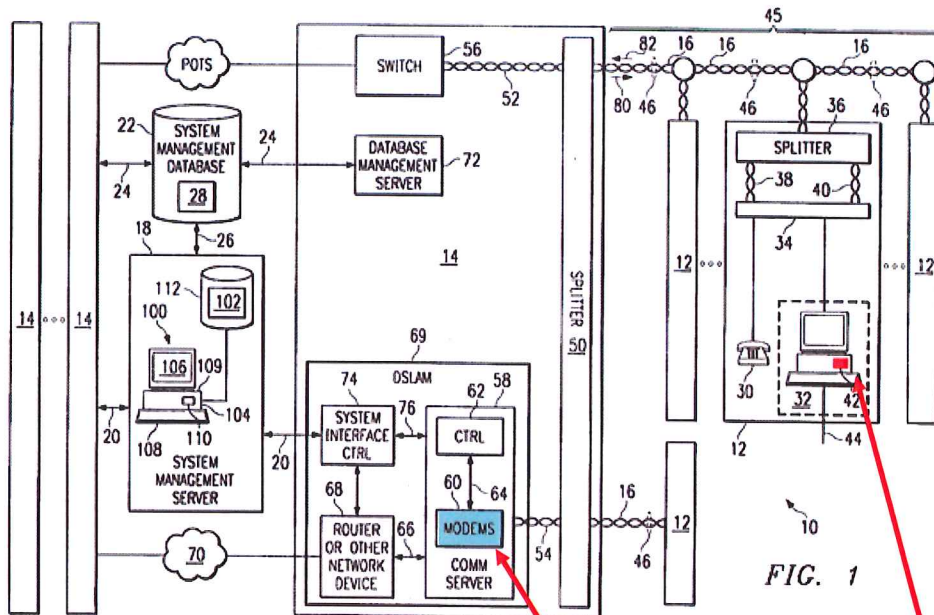 45
POTS
SWITCH
56
52
82
16
16
16
80
46
46
46
22
SYSTEM
MANAGEMENT
DATABASE
28
24
24
DATABASE
MANAGEMENT
SERVER
72
36
SPLITTER
38
40
34
18
26
14
112
102
100
106
109
104
108
110
20
SYSTEM
MANAGEMENT
SERVER
20
14
14
SPLITTER
50
12
12
30
32
42
12
44
69
DSLAM
74
SYSTEM
INTERFACE
CTRL
76
62
58
CTRL
60
64
MODEMS
COMM
SERVER
68
ROUTER
OR OTHER
NETWORK
DEVICE
66
70
54
16
46
12
10
FIG. 1